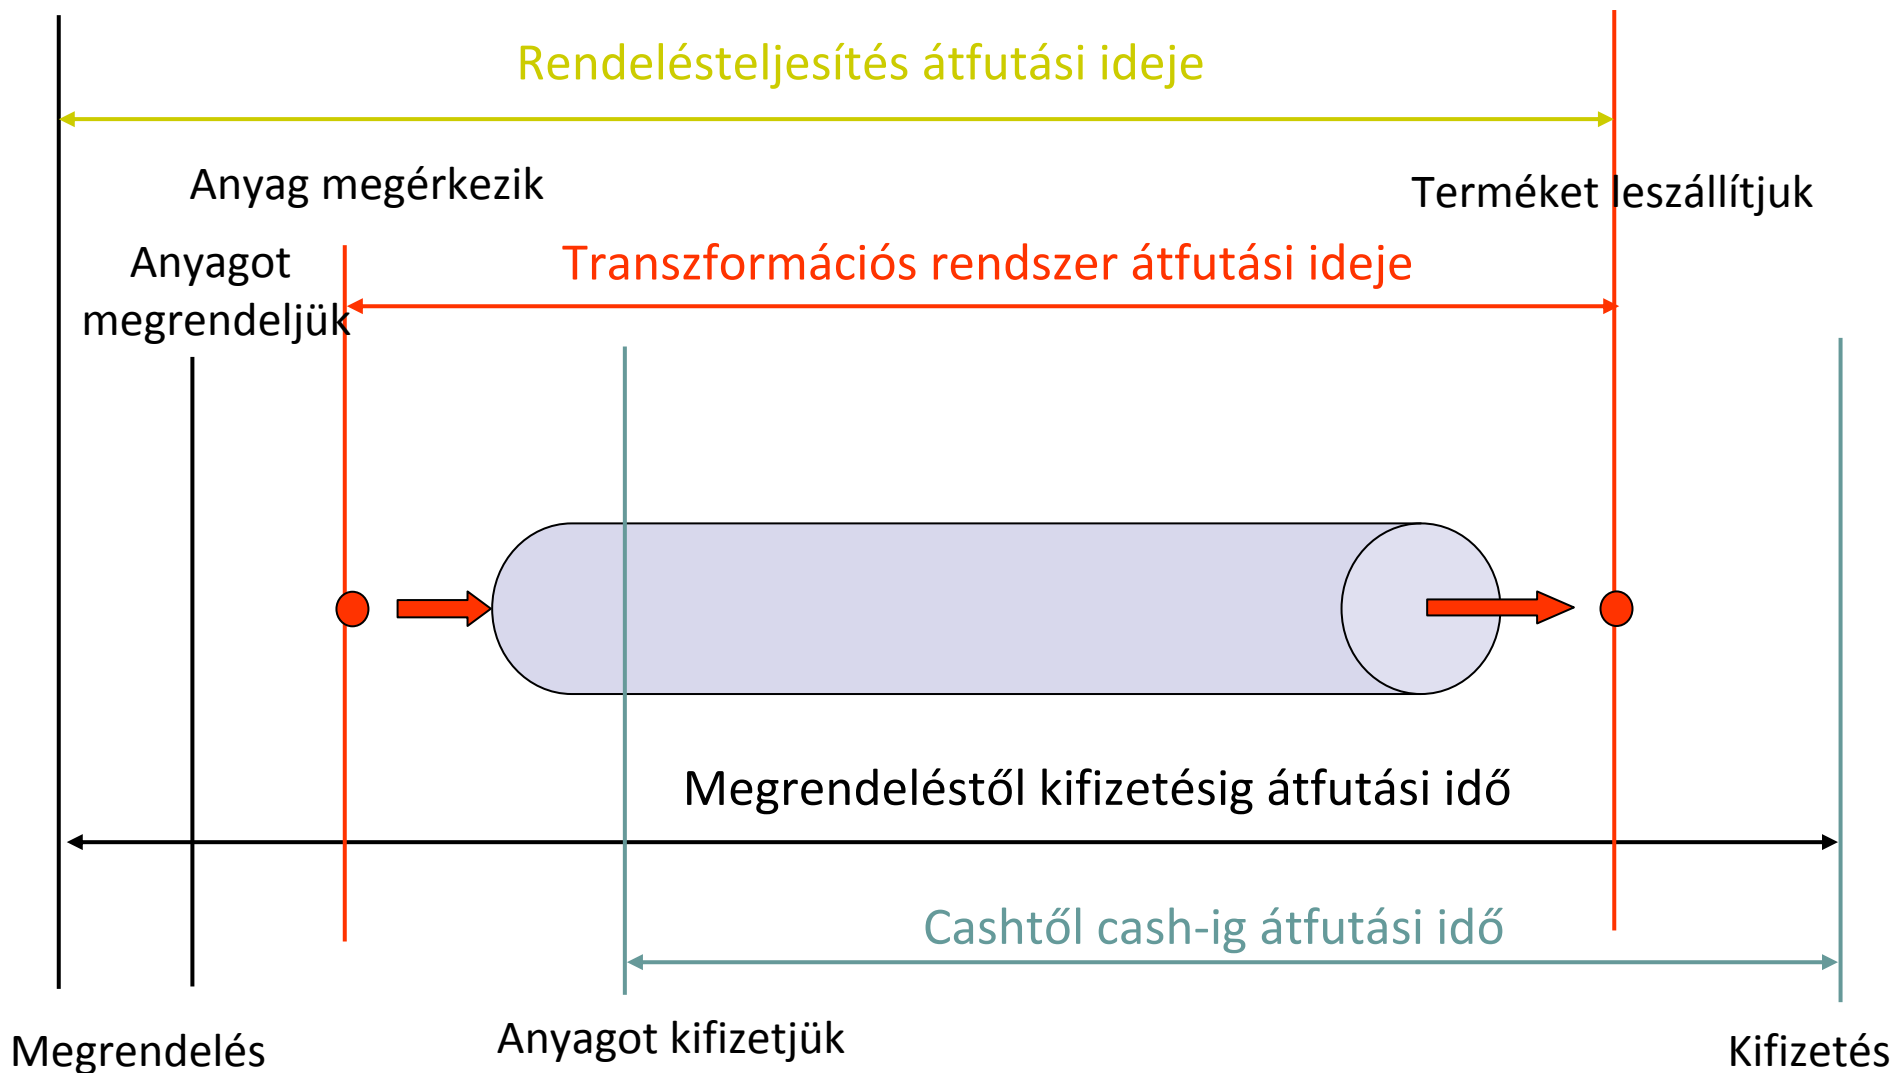 Rendelésteljesítés átfutási ideje
Anyag megérkezik
Terméket leszállítjuk
Anyagot
megrendeljük
Transzformációs rendszer átfutási ideje
Megrendeléstől kifizetésig átfutási idő
Cashtől cash-ig átfutási idő
Megrendelés
Anyagot kifizetjük
Kifizetés